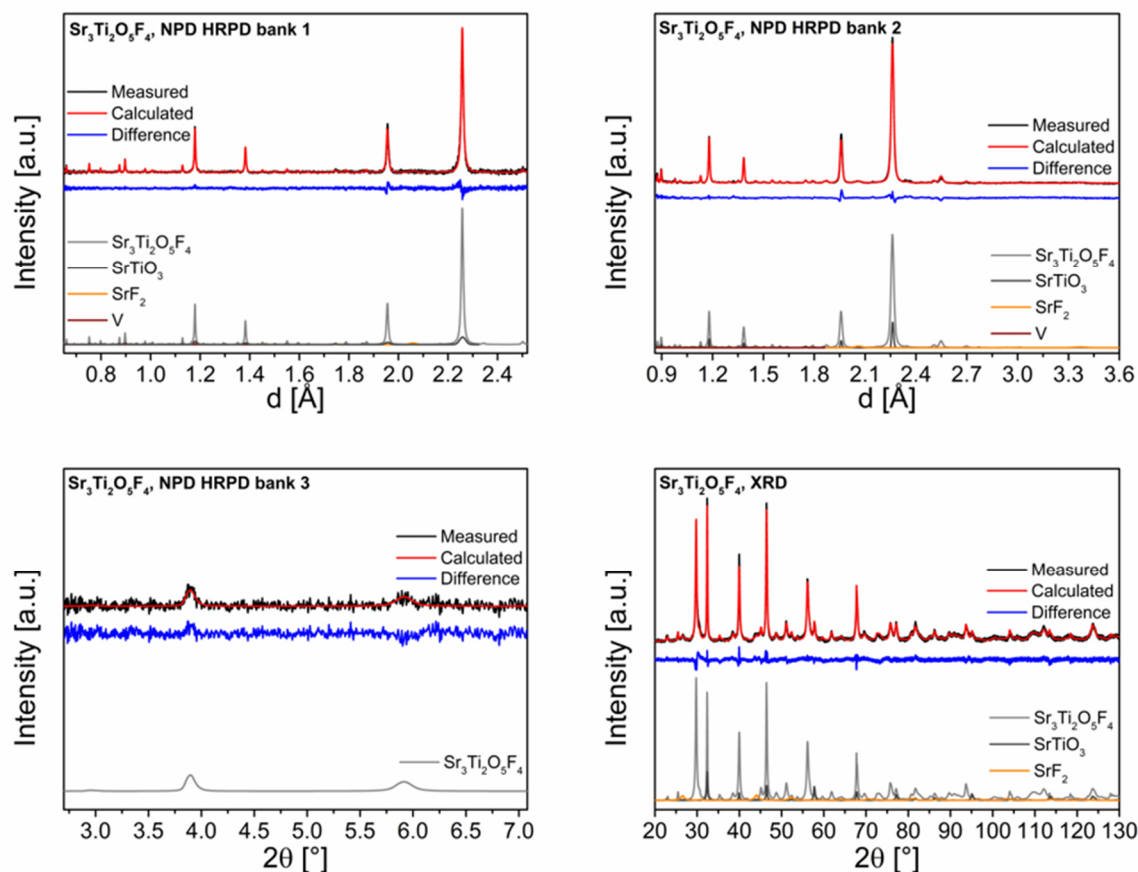 Sr₃Ti₂O₅F₄, NPD HRPD bank 1
Measured
Calculated
Difference
Sr₃Ti₂O₅F₄
SrTiO₃
SrF₂
V
Intensity [a.u.]
0.8 1.0 1.2 1.4 1.6 1.8 2.0 2.2 2.4
d [Å]
Sr₃Ti₂O₅F₄, NPD HRPD bank 2
Measured
Calculated
Difference
Sr₃Ti₂O₅F₄
SrTiO₃
SrF₂
V
Intensity [a.u.]
0.9 1.2 1.5 1.8 2.1 2.4 2.7 3.0 3.3 3.6
d [Å]
Sr₃Ti₂O₅F₄, NPD HRPD bank 3
Measured
Calculated
Difference
Sr₃Ti₂O₅F₄
Intensity [a.u.]
3.0 3.5 4.0 4.5 5.0 5.5 6.0 6.5 7.0
2θ [°]
Sr₃Ti₂O₅F₄, XRD
Measured
Calculated
Difference
Sr₃Ti₂O₅F₄
SrTiO₃
SrF₂
Intensity [a.u.]
20 30 40 50 60 70 80 90 100 110 120 130
2θ [°]